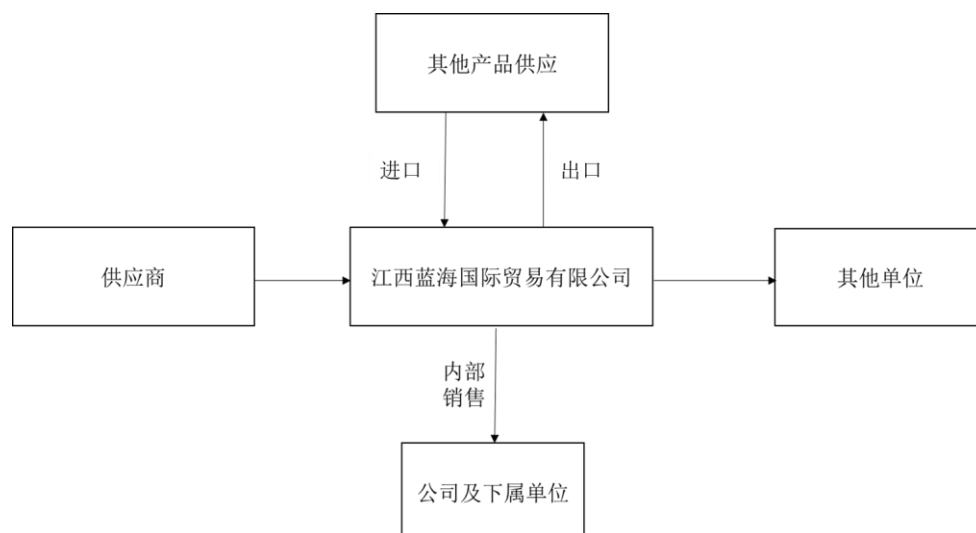 其他产品供应
进口
出口
供应商
江西蓝海国际贸易有限公司
其他单位
内部
销售
公司及下属单位